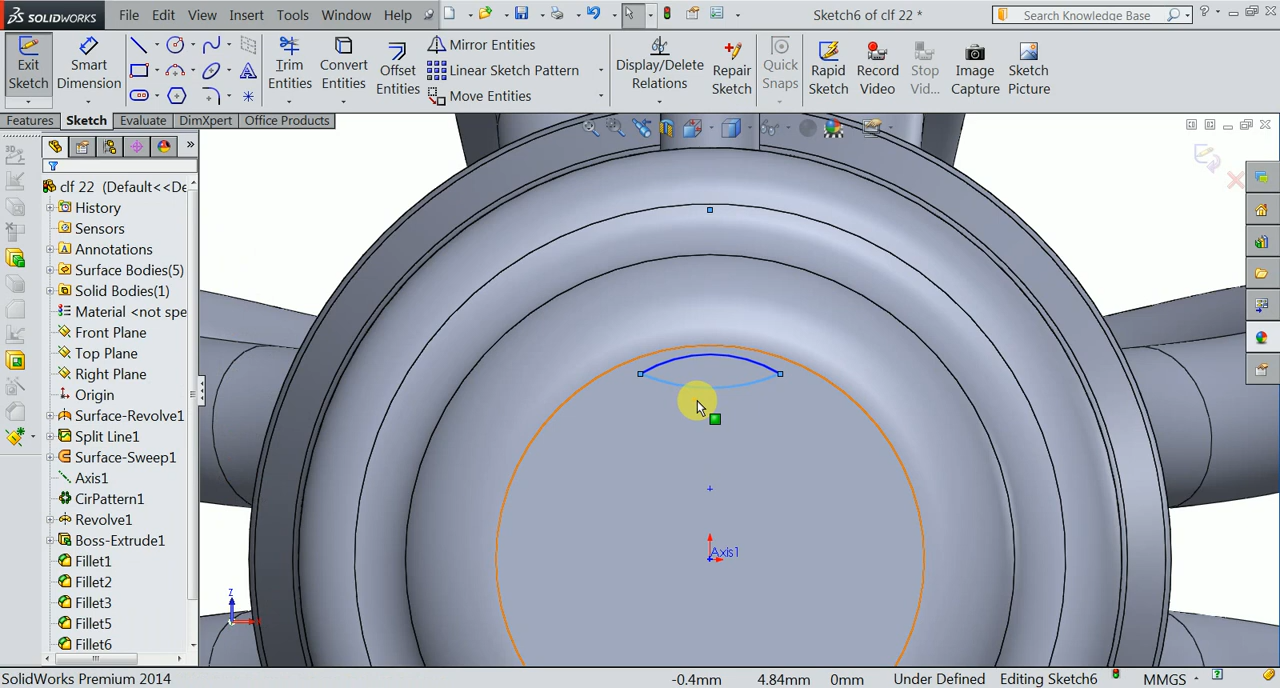 SOLIDWORKS File Edit View Insert Tools Window Help Sketch6 of clf 22 * Search Knowledge Base ?
Exit Sketch
Smart Dimension
Trim Entities
Convert Entities
Offset Entities
Mirror Entities
Linear Sketch Pattern
Move Entities
Display/Delete Relations
Repair Sketch
Quick Snaps
Rapid Sketch
Record Video
Stop Vid...
Image Capture
Sketch Picture
Features Sketch Evaluate DimXpert Office Products
clf 22 (Default<<De
History
Sensors
Annotations
Surface Bodies(5)
Solid Bodies(1)
Material <not spe
Front Plane
Top Plane
Right Plane
Origin
Surface-Revolve1
Split Line1
Surface-Sweep1
Axis1
CirPattern1
Revolve1
Boss-Extrude1
Fillet1
Fillet2
Fillet3
Fillet5
Fillet6
Axis1
Z
SolidWorks Premium 2014 -0.4mm 4.84mm 0mm Under Defined Editing Sketch6 MMGS